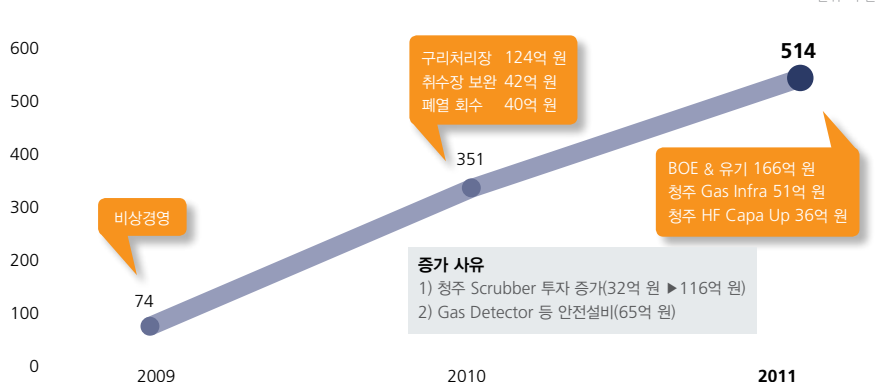 600
500
400
300
200
100
0
비상경영
74
구리처리장 124억 원
취수장 보완 42억 원
폐열 회수 40억 원
351
514
BOE & 유기 166억 원
청주 Gas Infra 51억 원
청주 HF Capa Up 36억 원
증가 사유
1) 청주 Scrubber 투자 증가(32억 원 ▶116억 원)
2) Gas Detector 등 안전설비(65억 원)
2009
2010
2011